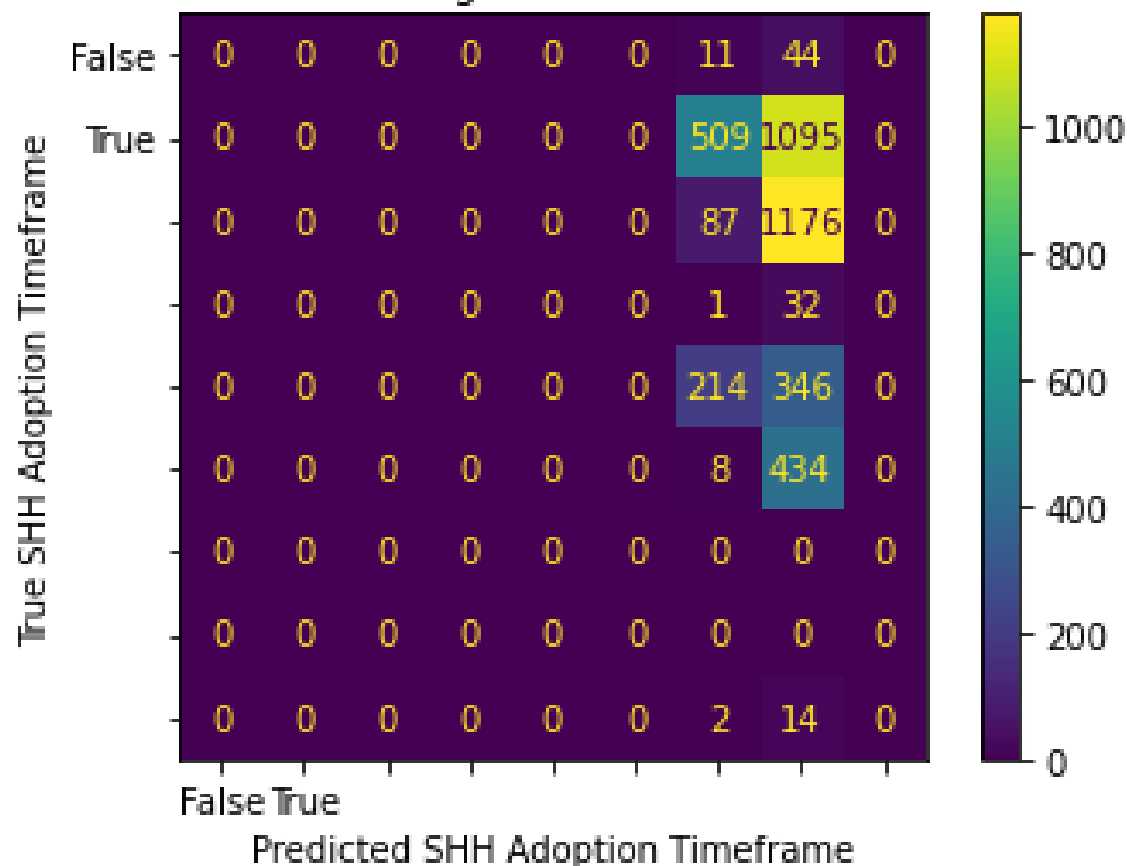 False 0 0 0 0 0 0 11 44 0
True 0 0 0 0 0 0 509 1095 0
0 0 0 0 0 0 87 1176 0
0 0 0 0 0 0 1 32 0
0 0 0 0 0 0 214 346 0
0 0 0 0 0 0 8 434 0
0 0 0 0 0 0 0 0 0
0 0 0 0 0 0 0 0 0
0 0 0 0 0 0 2 14 0
False True
Predicted SHH Adoption Timeframe
True SHH Adoption Timeframe
1000
800
600
400
200
0